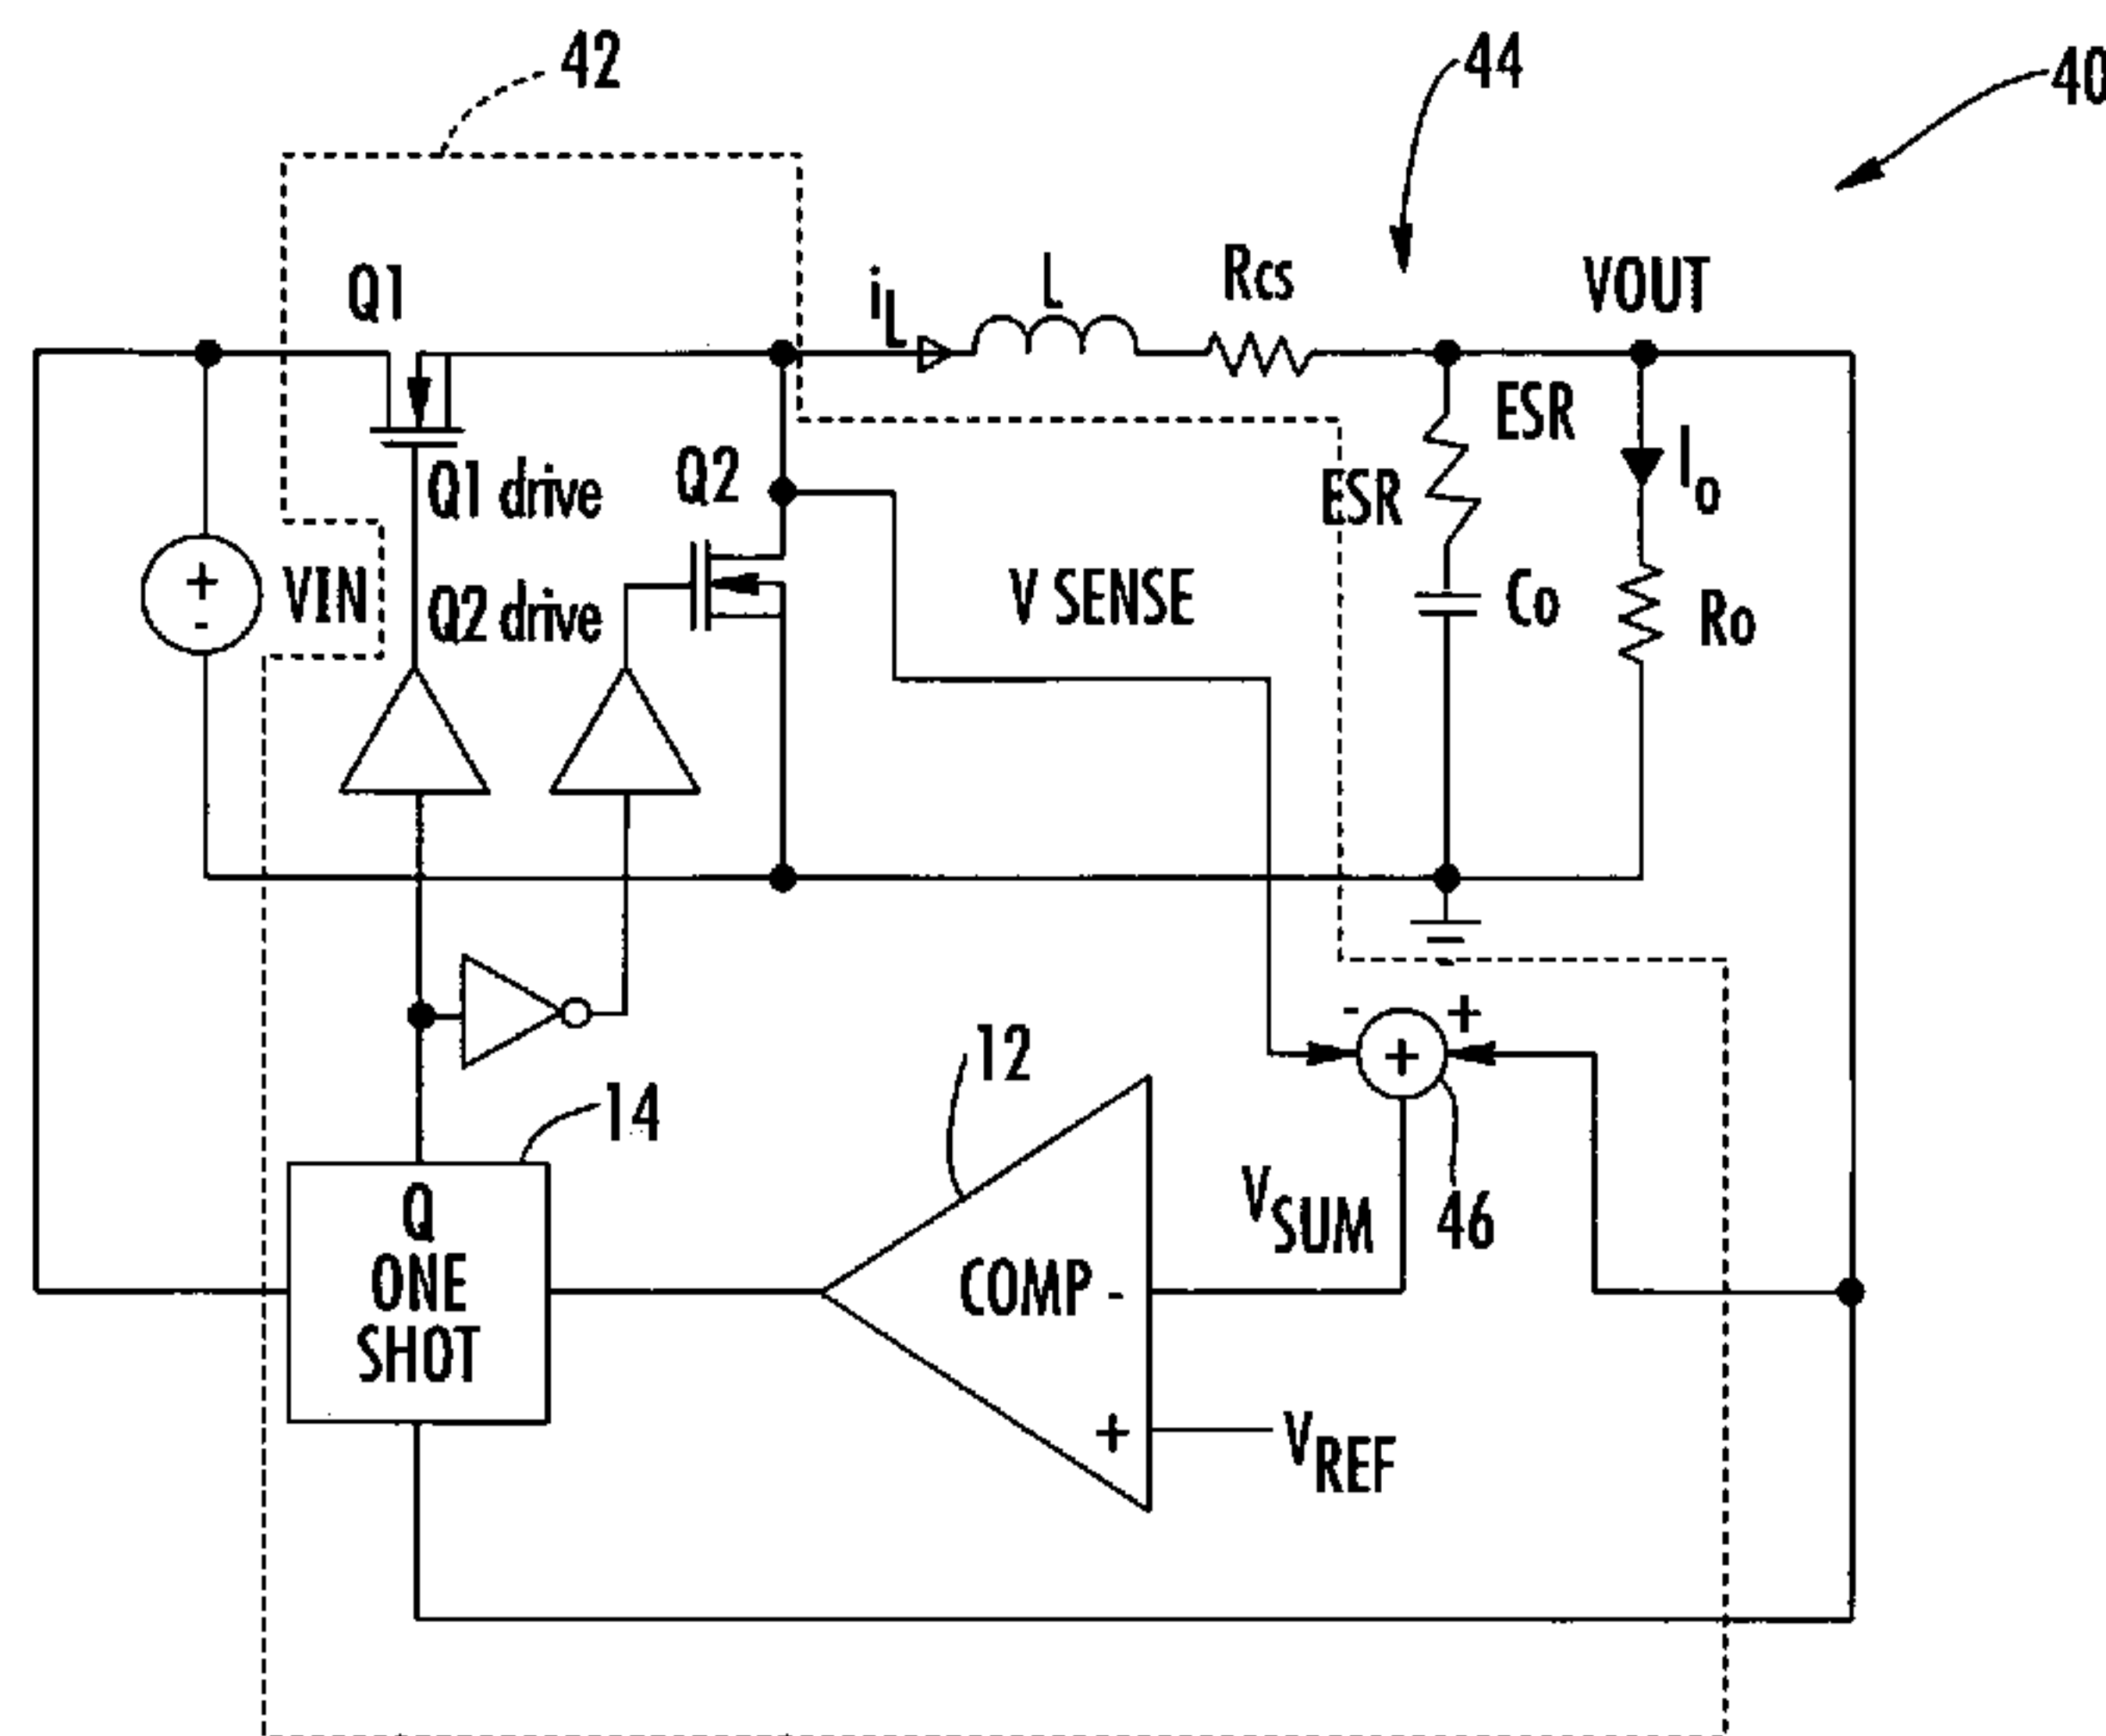 42
44
40
Q1
iL
L
Rcs
VOUT
ESR
ESR
Io
Q1 drive
Q2
+
-
VIN
Q2 drive
V SENSE
Co
Ro
-
+
+
12
14
VSUM
46
Q
ONE
SHOT
COMP -
+
VREF